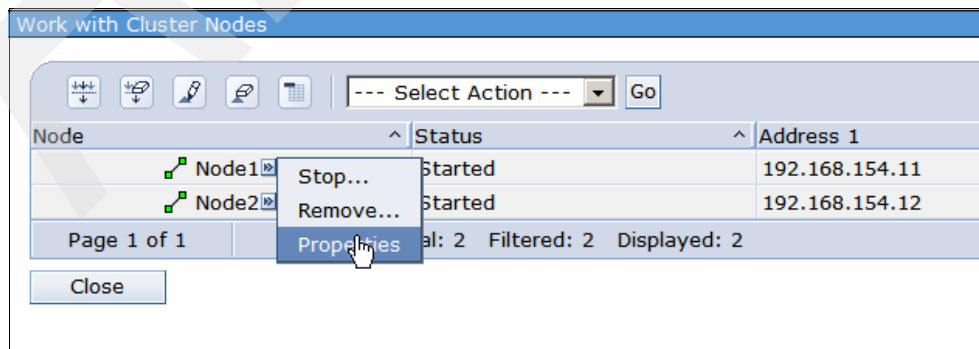 Work with Cluster Nodes
--- Select Action --- Go
Node Status Address 1
Node1 Started 192.168.154.11
Stop...
Node2 Started 192.168.154.12
Remove...
Page 1 of 1 al: 2 Filtered: 2 Displayed: 2
Properties
Close